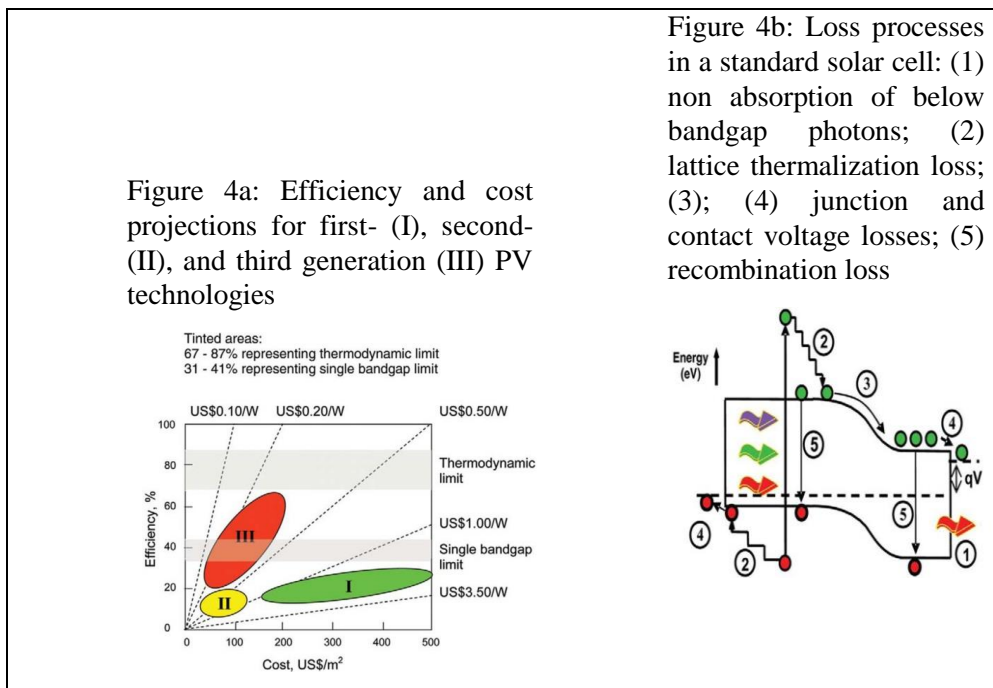 Figure 4a: Efficiency and cost
projections for first- (I), second-
(II), and third generation (III) PV
technologies
Tinted areas:
67 - 87% representing thermodynamic limit
31 - 41% representing single bandgap limit
US$0.10/W US$0.20/W US$0.50/W
100
80
60
40
20
0
Efficiency, %
Thermodynamic
limit
US$1.00/W
Single bandgap
limit
US$3.50/W
III
II
I
0 100 200 300 400 500
Cost, US$/m²
Figure 4b: Loss processes
in a standard solar cell: (1)
non absorption of below
bandgap photons; (2)
lattice thermalization loss;
(3); (4) junction and
contact voltage losses; (5)
recombination loss
Energy
(eV)
2
3
4
5
qV
5
4
2
1